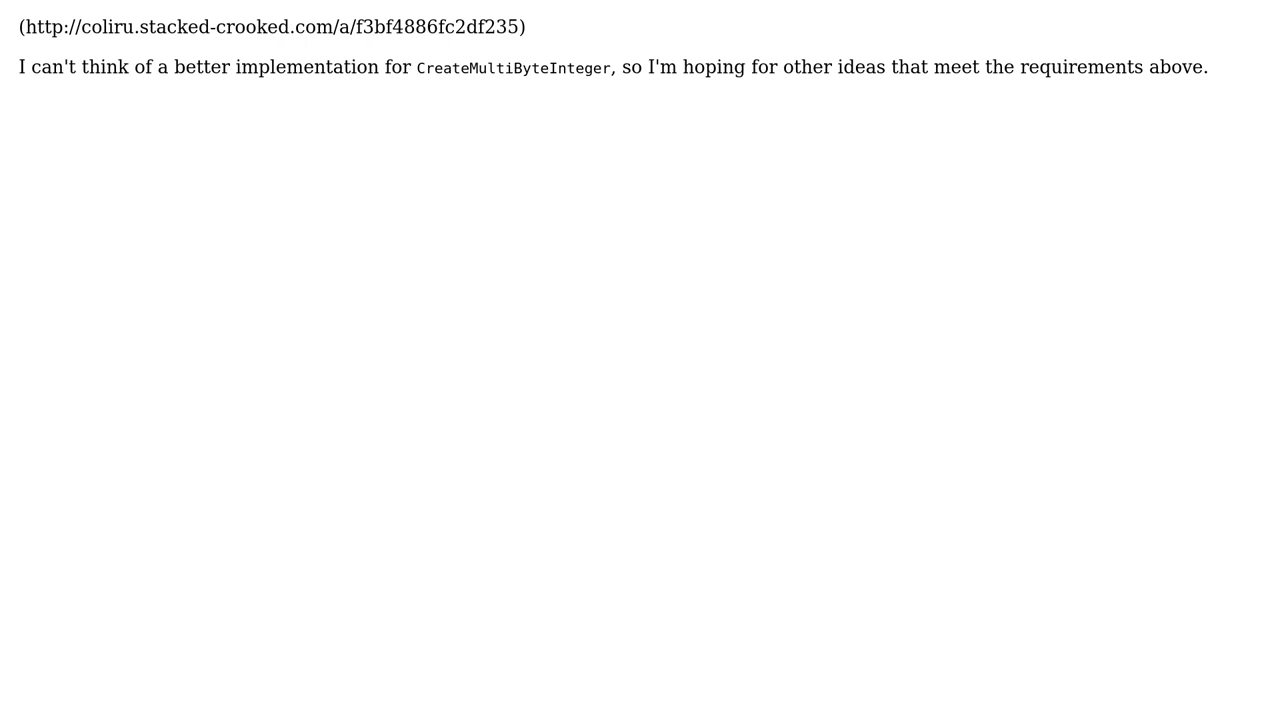 (http://coliru.stacked-crooked.com/a/f3bf4886fc2df235)
I can't think of a better implementation for CreateMultiByteInteger, so I'm hoping for other ideas that meet the requirements above.